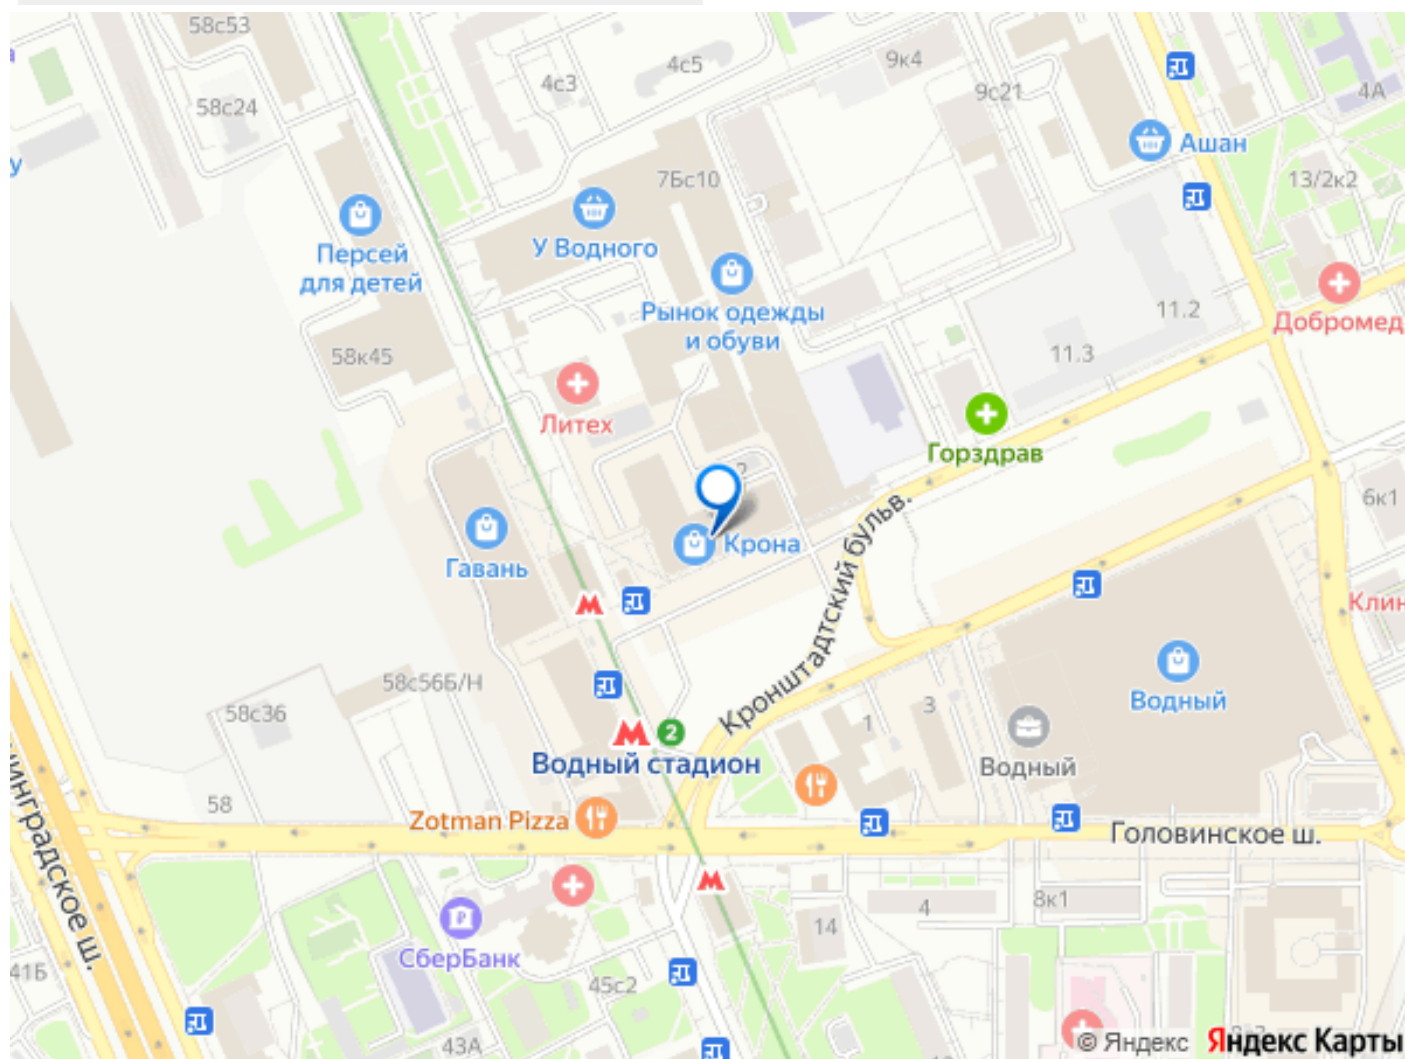 58с53
4с5
9к4
4с3
9с21
4А
58с24
Ашан
7Бс10
13/2к2
у
У Водного
Персей
для детей
Рынок одежды
и обуви
11.2
Добромед
58к45
11.3
Литех
Горздрав
6к1
Крона
Гавань
Кронштадтский бульв.
Клин
58с56Б/Н
Водный
58с36
3
1
М
2
Водный стадион
Водный
58
Zotman Pizza
Головинское ш.
нинградское ш.
8к1
4
14
СберБанк
41Б
45с2
43А
© Яндекс Яндекс Карты